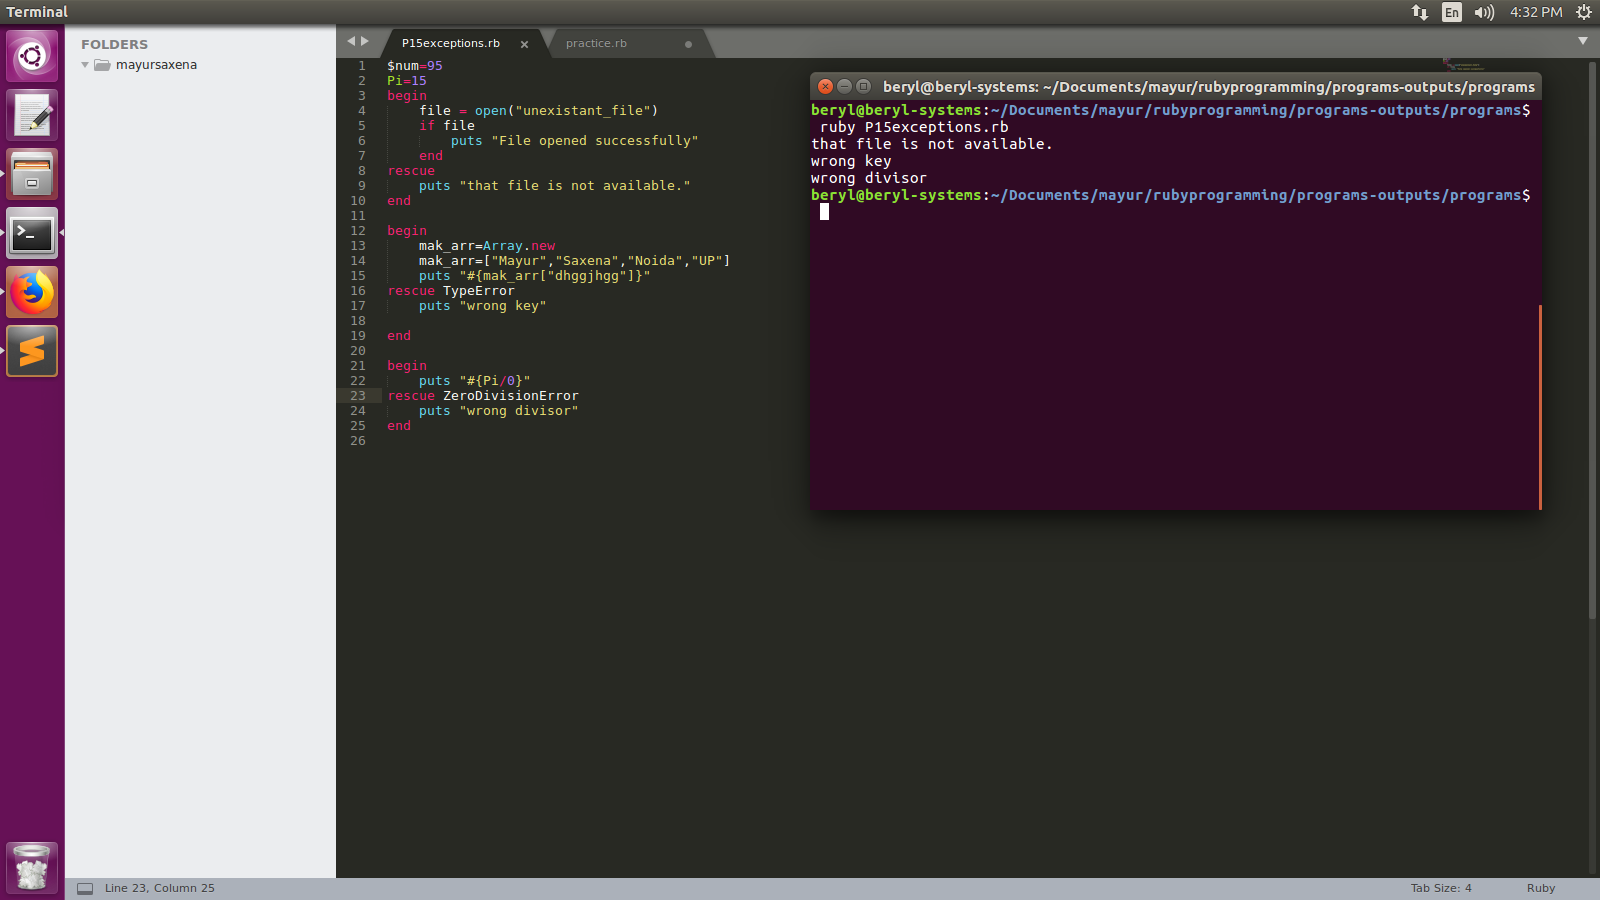 Terminal
En
4:32 PM
FOLDERS
mayursaxena
P15exceptions.rb
practice.rb
1 $num=95
2 Pi=15
3 begin
4     file = open("unexistant_file")
5     if file
6         puts "File opened successfully"
7     end
8 rescue
9     puts "that file is not available."
10 end
11
12 begin
13     mak_arr=Array.new
14     mak_arr=["Mayur","Saxena","Noida","UP"]
15     puts "#{mak_arr["dhggjhgg"]}"
16 rescue TypeError
17     puts "wrong key"
18
19 end
20
21 begin
22     puts "#{Pi/0}"
23 rescue ZeroDivisionError
24     puts "wrong divisor"
25 end
26
beryl@beryl-systems: ~/Documents/mayur/rubyprogramming/programs-outputs/programs
beryl@beryl-systems:~/Documents/mayur/rubyprogramming/programs-outputs/programs$
 ruby P15exceptions.rb
that file is not available.
wrong key
wrong divisor
beryl@beryl-systems:~/Documents/mayur/rubyprogramming/programs-outputs/programs$
Line 23, Column 25
Tab Size: 4
Ruby